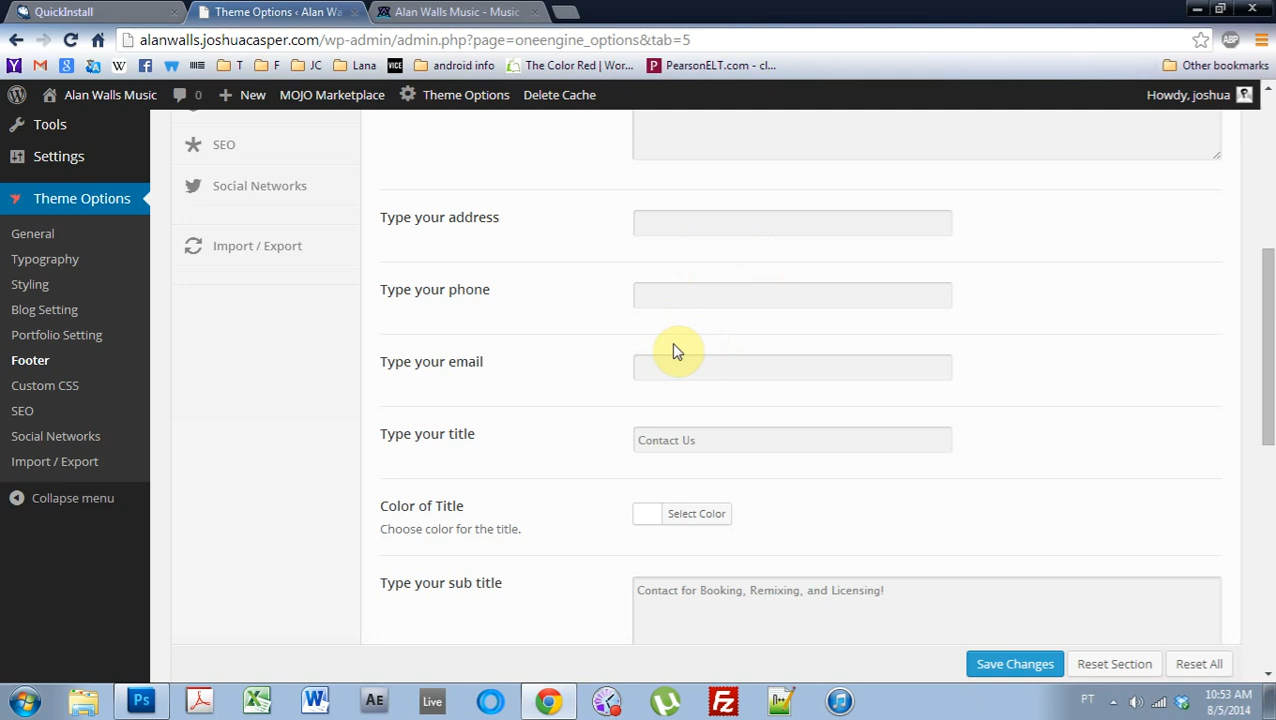 QuickInstall
Theme Options ‹ Alan Wa
Alan Walls Music - Music
alanwalls.joshuacasper.com/wp-admin/admin.php?page=oneengine_options&tab=5
ABP
T
F
JC
Lana
VICE
android info
The Color Red | Wor...
PearsonELT.com - cl...
Other bookmarks
Alan Walls Music
0
New
MOJO Marketplace
Theme Options
Delete Cache
Howdy, joshua
Tools
Settings
Theme Options
General
Typography
Styling
Blog Setting
Portfolio Setting
Footer
Custom CSS
SEO
Social Networks
Import / Export
Collapse menu
SEO
Social Networks
Import / Export
Type your address
Type your phone
Type your email
Type your title
Contact Us
Color of Title
Select Color
Choose color for the title.
Type your sub title
Contact for Booking, Remixing, and Licensing!
Save Changes
Reset Section
Reset All
Ps
W
Ae
Live
Fz
PT
10:53 AM
8/5/2014